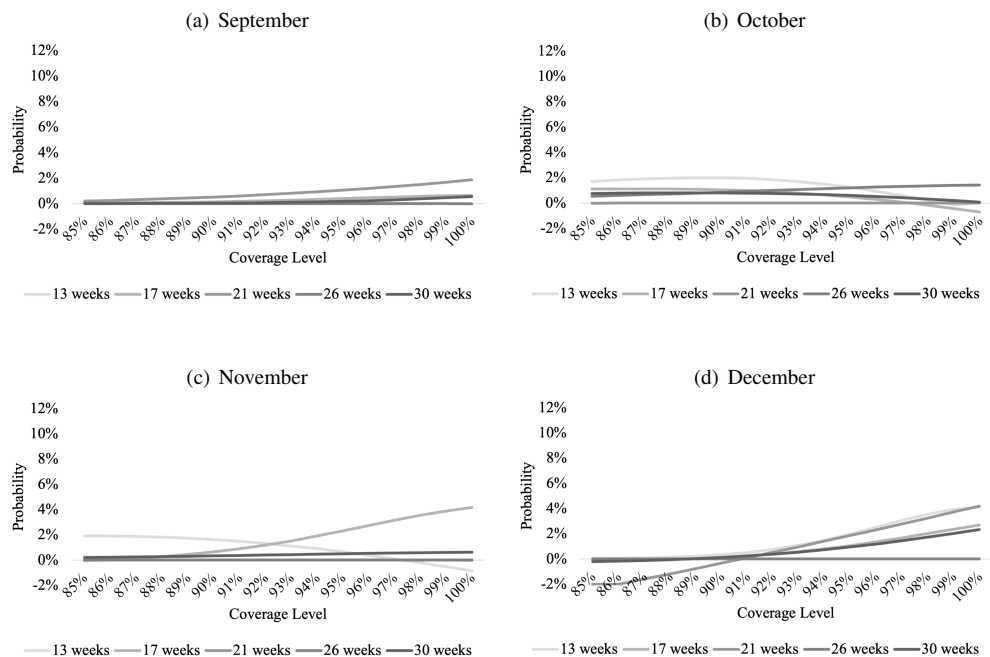 (a) September
12%
10%
8%
6%
4%
2%
0%
-2%
Probability
85% 86% 87% 88% 89% 90% 91% 92% 93% 94% 95% 96% 97% 98% 99% 100%
Coverage Level
13 weeks 17 weeks 21 weeks 26 weeks 30 weeks
(b) October
12%
10%
8%
6%
4%
2%
0%
-2%
Probability
85% 86% 87% 88% 89% 90% 91% 92% 93% 94% 95% 96% 97% 98% 99% 100%
Coverage Level
13 weeks 17 weeks 21 weeks 26 weeks 30 weeks
(c) November
12%
10%
8%
6%
4%
2%
0%
-2%
Probability
85% 86% 87% 88% 89% 90% 91% 92% 93% 94% 95% 96% 97% 98% 99% 100%
Coverage Level
13 weeks 17 weeks 21 weeks 26 weeks 30 weeks
(d) December
12%
10%
8%
6%
4%
2%
0%
-2%
Probability
85% 86% 87% 88% 89% 90% 91% 92% 93% 94% 95% 96% 97% 98% 99% 100%
Coverage Level
13 weeks 17 weeks 21 weeks 26 weeks 30 weeks